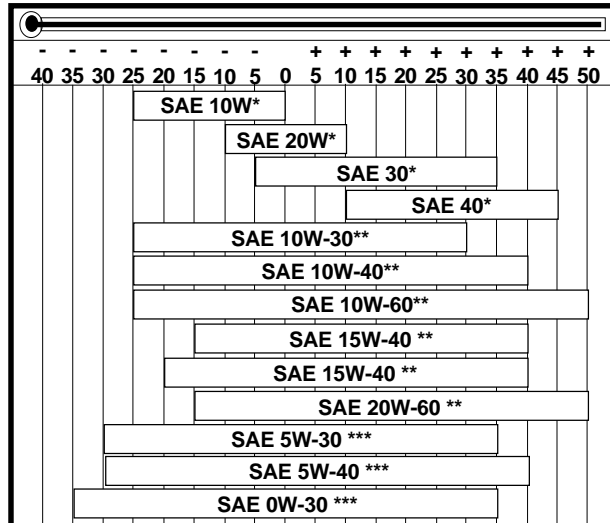 - - - - - - - - + + + + + + + + + +
40 35 30 25 20 15 10 5 0 5 10 15 20 25 30 35 40 45 50
SAE 10W*
SAE 20W*
SAE 30*
SAE 40*
SAE 10W-30**
SAE 10W-40**
SAE 10W-60**
SAE 15W-40 **
SAE 15W-40 **
SAE 20W-60 **
SAE 5W-30 ***
SAE 5W-40 ***
SAE 0W-30 ***